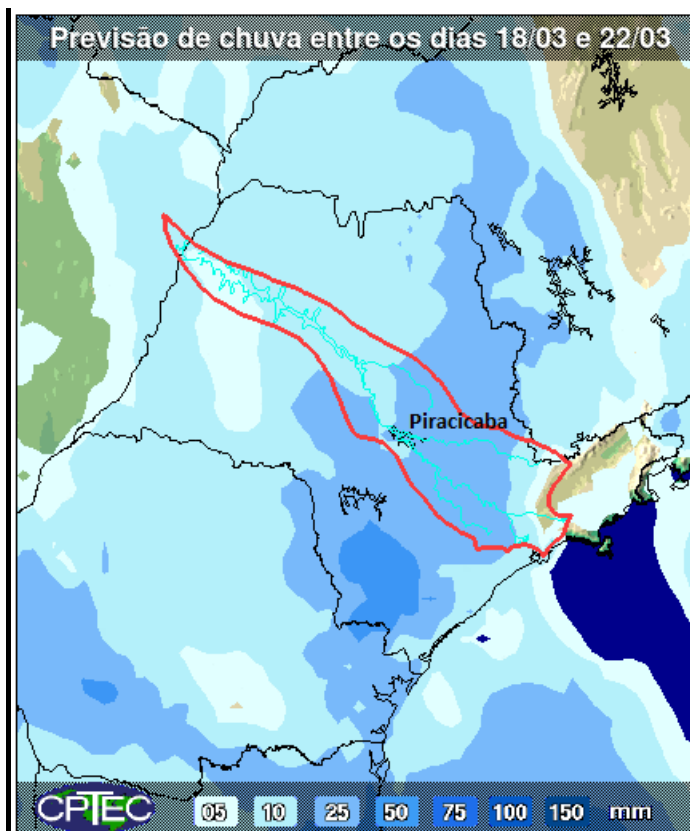 Previsão de chuva entre os dias 18/03 e 22/03
Piracicaba
CPTEC 05 10 25 50 75 100 150 mm